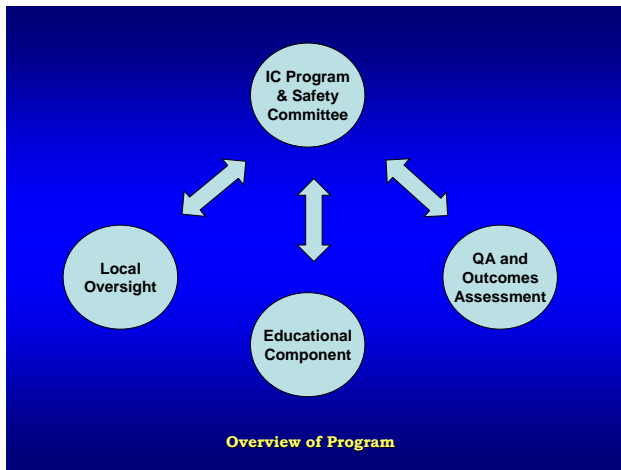 IC Program
& Safety
Committee
Local
Oversight
QA and
Outcomes
Assessment
Educational
Component
Overview of Program